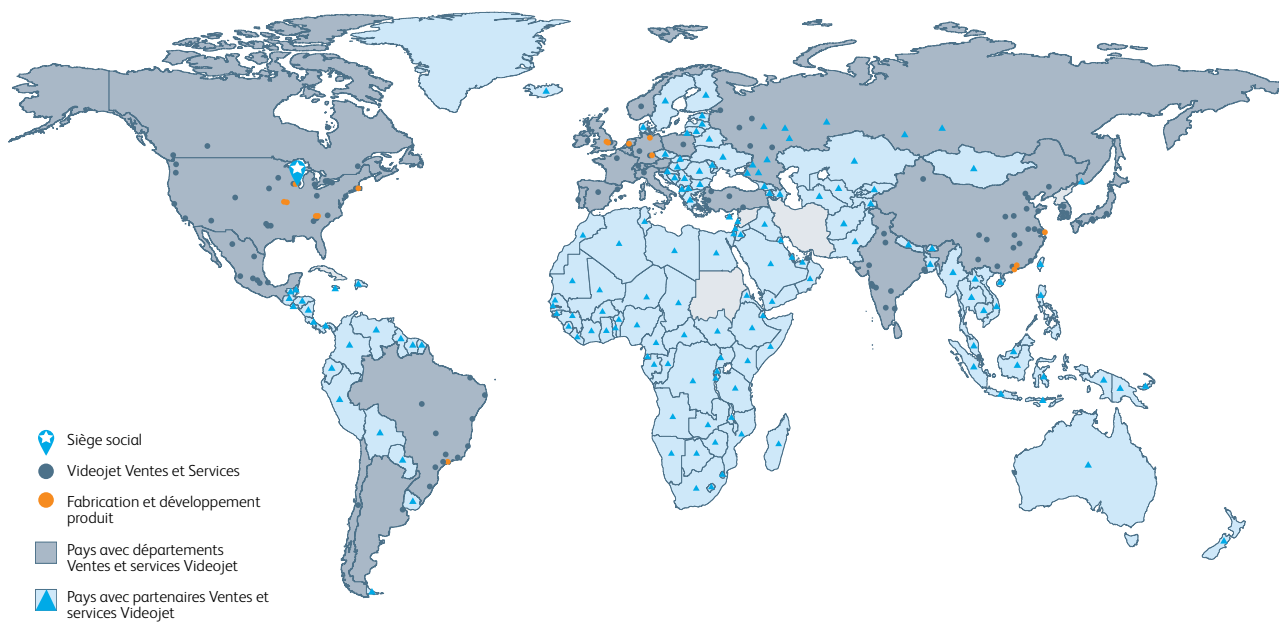 Siège social
Videojet Ventes et Services
Fabrication et développement
produit
Pays avec départements
Ventes et services Videojet
Pays avec partenaires Ventes et
services Videojet